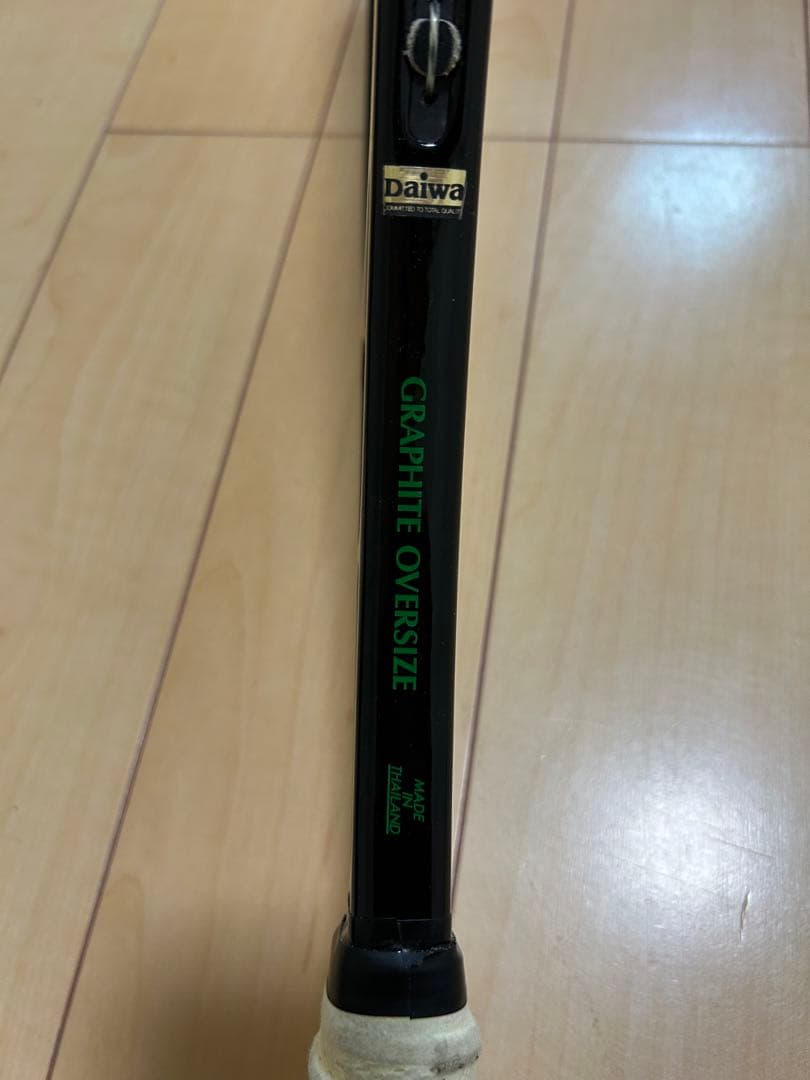 Daiwa
COMMITTED TO TOTAL QUALITY
GRAPHITE OVERSIZE
MADE
IN
THAILAND